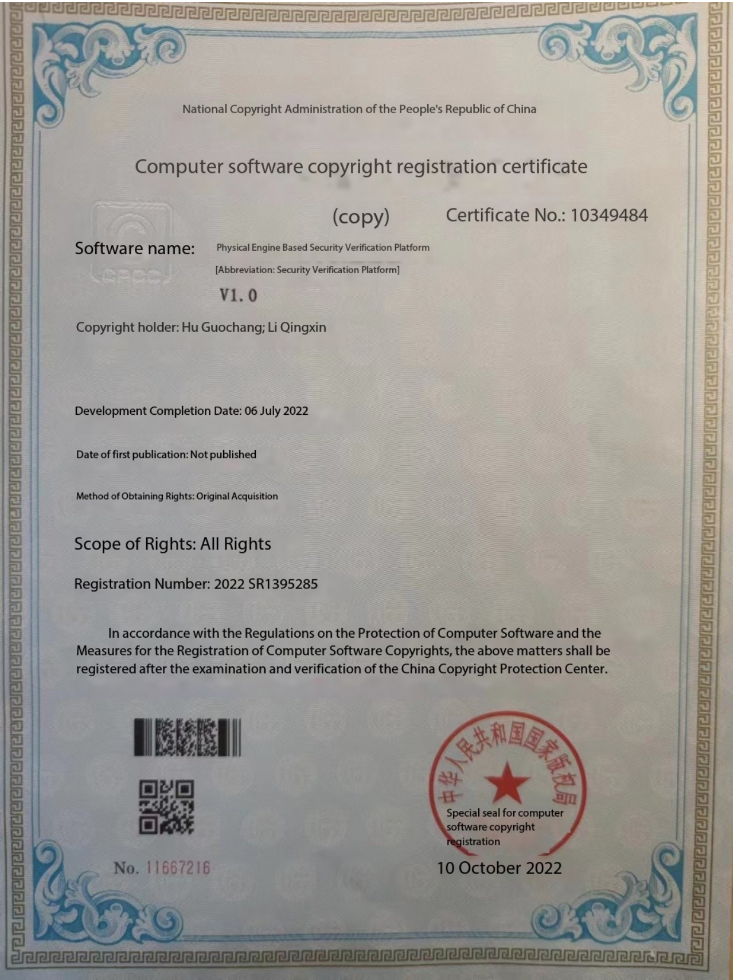 National Copyright Administration of the People's Republic of China
Computer software copyright registration certificate
(copy)
Certificate No.: 10349484
CPCC
Software name:
Physical Engine Based Security Verification Platform
[Abbreviation: Security Verification Platform]
V1.0
Copyright holder: Hu Guochang; Li Qingxin
Development Completion Date: 06 July 2022
Date of first publication: Not published
Method of Obtaining Rights: Original Acquisition
Scope of Rights: All Rights
Registration Number: 2022 SR1395285
In accordance with the Regulations on the Protection of Computer Software and the
Measures for the Registration of Computer Software Copyrights, the above matters shall be
registered after the examination and verification of the China Copyright Protection Center.
中华人民共和国国家版权局
Special seal for computer
software copyright
registration
No. 11667216
10 October 2022